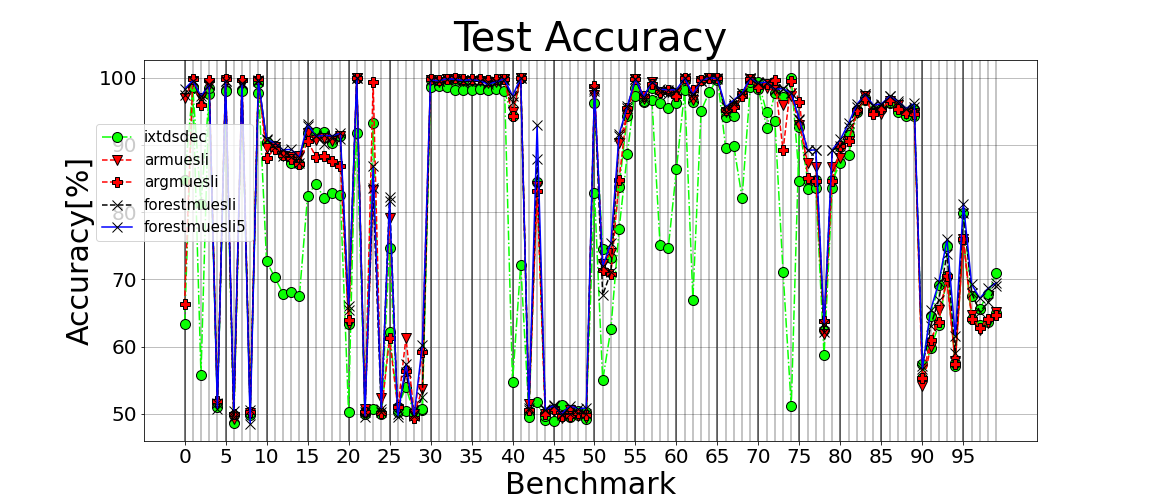 Test Accuracy
Accuracy[%]
100
90
80
70
60
50
ixtdsdec
armuesli
argmuesli
forestmuesli
forestmuesli5
0 5 10 15 20 25 30 35 40 45 50 55 60 65 70 75 80 85 90 95
Benchmark